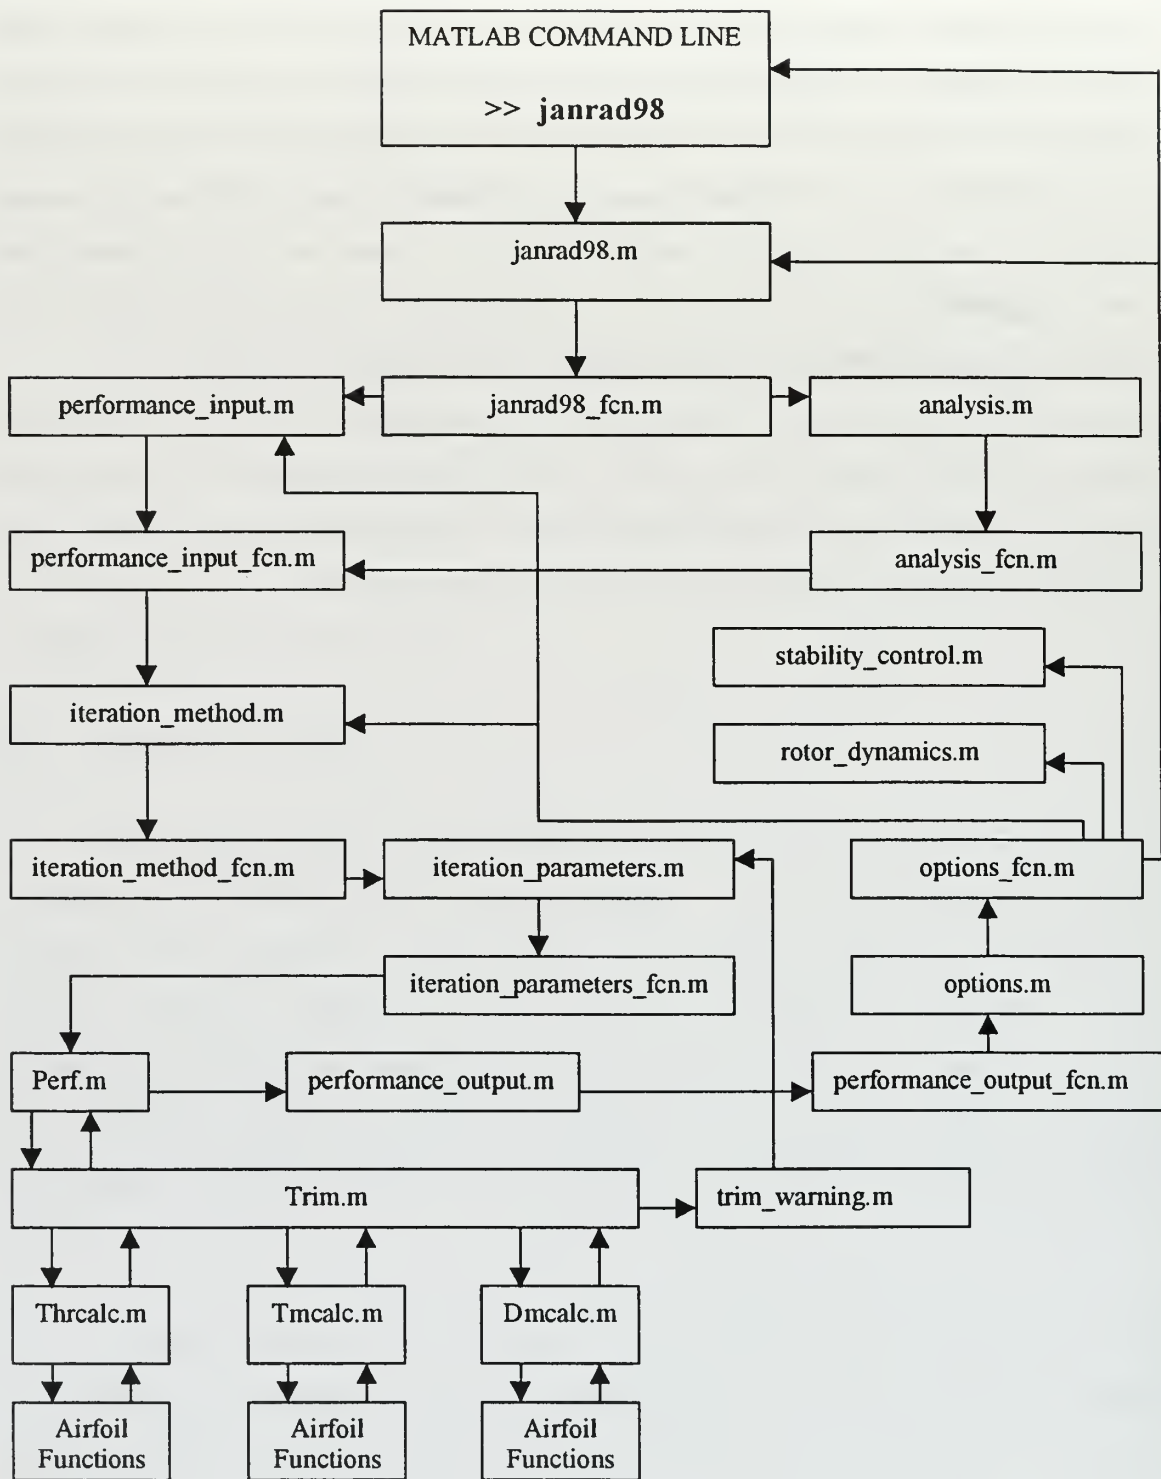 MATLAB COMMAND LINE
>> janrad98
janrad98.m
performance_input.m
janrad98_fcn.m
analysis.m
performance_input_fcn.m
analysis_fcn.m
stability_control.m
iteration_method.m
rotor_dynamics.m
iteration_method_fcn.m
iteration_parameters.m
options_fcn.m
iteration_parameters_fcn.m
options.m
Perf.m
performance_output.m
performance_output_fcn.m
Trim.m
trim_warning.m
Thrcalc.m
Tmcalc.m
Dmcalc.m
Airfoil
Functions
Airfoil
Functions
Airfoil
Functions